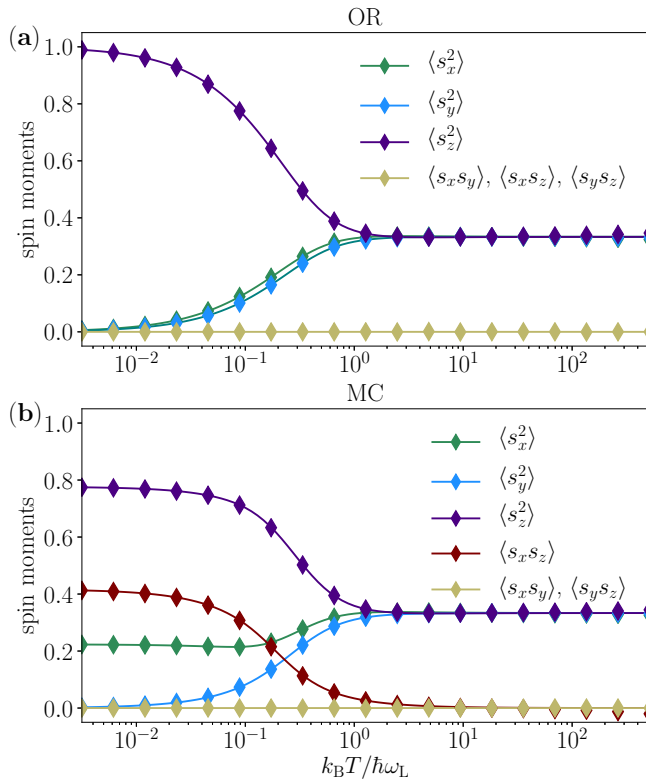 (a)
OR
spin moments
1.0
0.8
0.6
0.4
0.2
0.0
⟨s_x^2⟩
⟨s_y^2⟩
⟨s_z^2⟩
⟨s_x s_y⟩, ⟨s_x s_z⟩, ⟨s_y s_z⟩
10^{-2} 10^{-1} 10^0 10^1 10^2
(b)
MC
spin moments
1.0
0.8
0.6
0.4
0.2
0.0
⟨s_x^2⟩
⟨s_y^2⟩
⟨s_z^2⟩
⟨s_x s_z⟩
⟨s_x s_y⟩, ⟨s_y s_z⟩
10^{-2} 10^{-1} 10^0 10^1 10^2
k_B T/ℏω_L